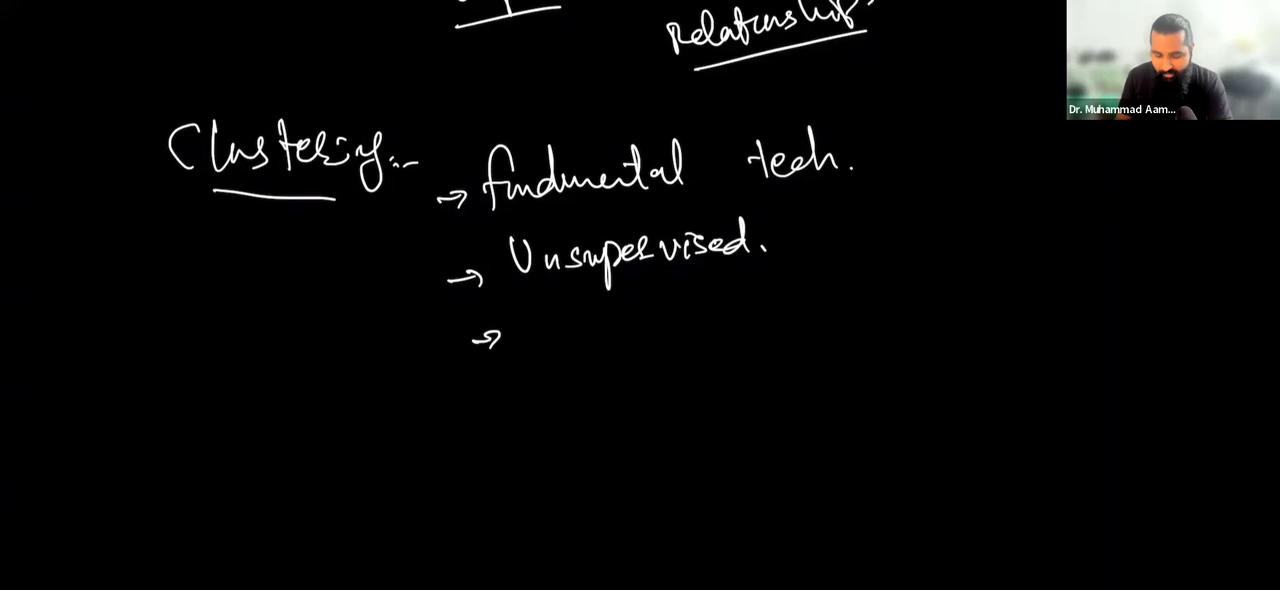 Relationship
Dr. Muhammad Aam...
Clustering:-
→ fundmental tech.
→ Unsupervised.
→